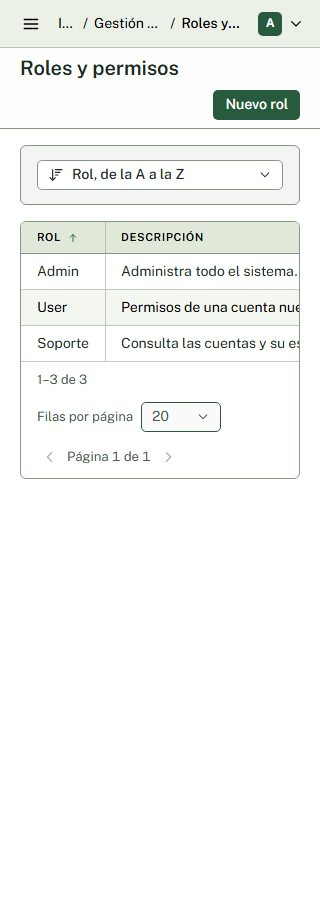 I... / Gestión ... / Roles y... A
Roles y permisos
Nuevo rol
Rol, de la A a la Z
ROL ↑ DESCRIPCIÓN
Admin Administra todo el sistema.
User Permisos de una cuenta nue
Soporte Consulta las cuentas y su es
1–3 de 3
Filas por página 20
Página 1 de 1